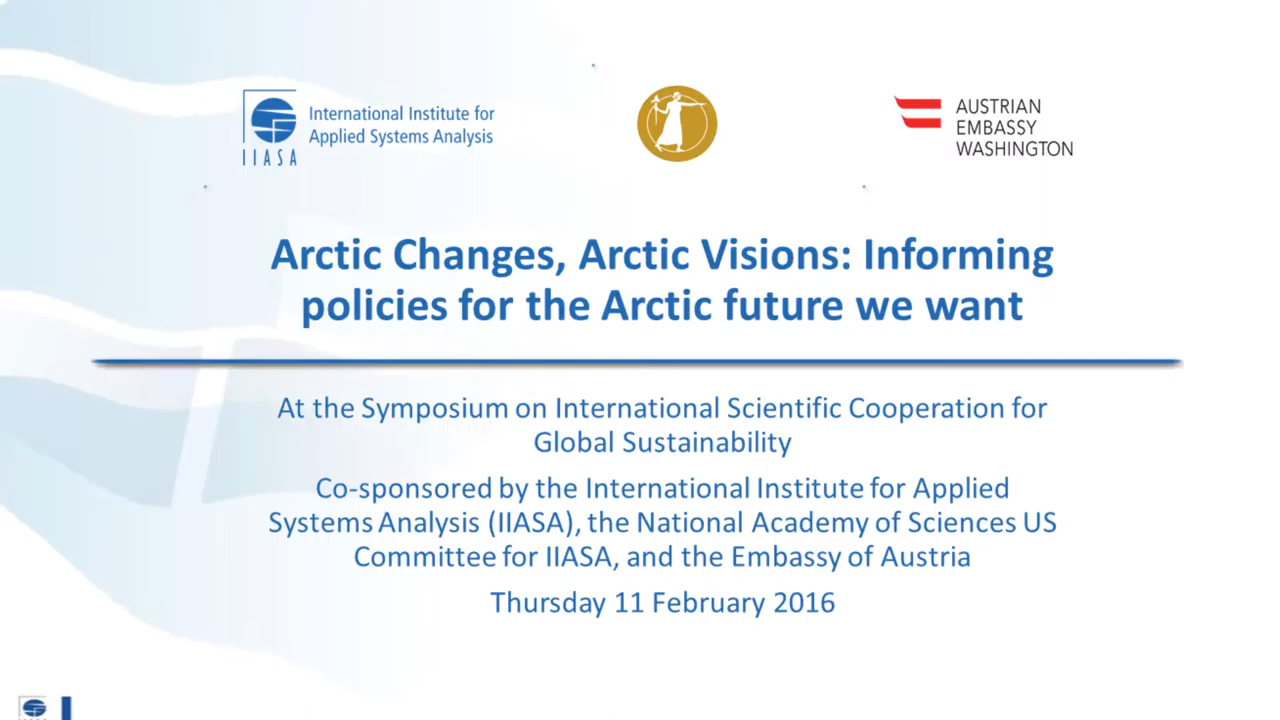 International Institute for
Applied Systems Analysis
IIASA
AUSTRIAN
EMBASSY
WASHINGTON
Arctic Changes, Arctic Visions: Informing
policies for the Arctic future we want
At the Symposium on International Scientific Cooperation for
Global Sustainability
Co-sponsored by the International Institute for Applied
Systems Analysis (IIASA), the National Academy of Sciences US
Committee for IIASA, and the Embassy of Austria
Thursday 11 February 2016